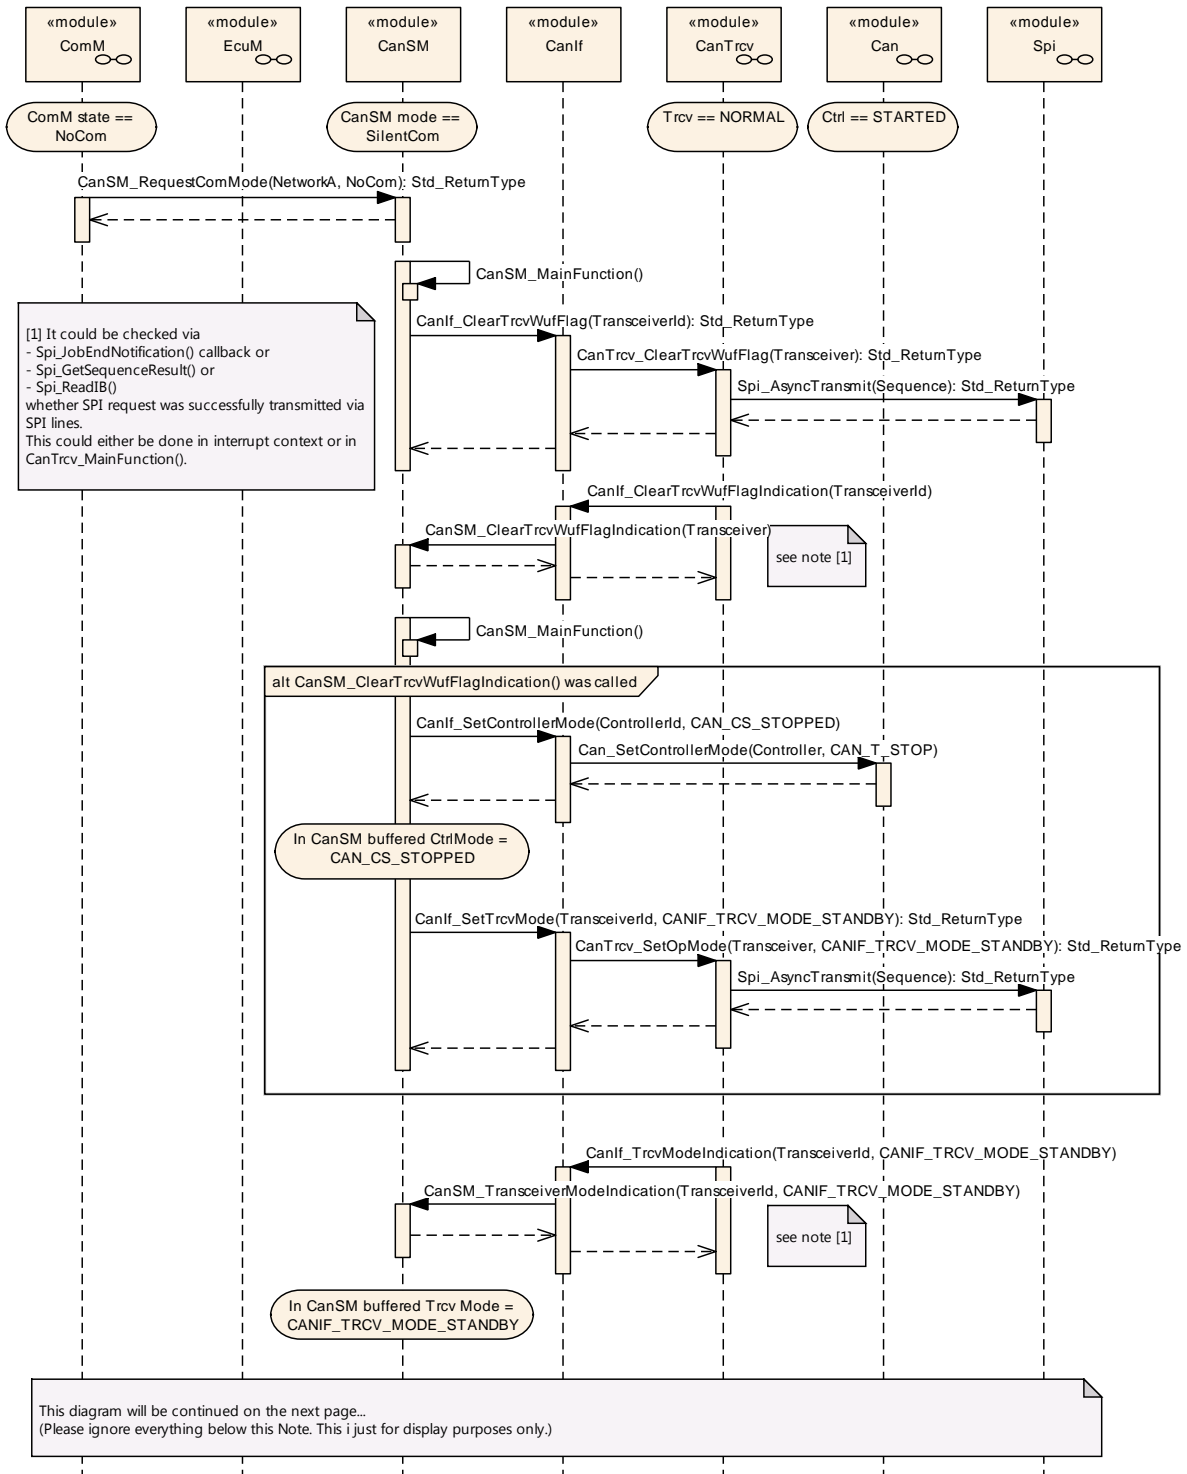 «module»
ComM
«module»
EcuM
«module»
CanSM
«module»
CanIf
«module»
CanTrcv
«module»
Can
«module»
Spi
ComM state ==
NoCom
CanSM mode ==
SilentCom
Trcv == NORMAL
Ctrl == STARTED
CanSM_RequestComMode(NetworkA, NoCom): Std_ReturnType
CanSM_MainFunction()
[1] It could be checked via
- Spi_JobEndNotification() callback or
- Spi_GetSequenceResult() or
- Spi_ReadIB()
whether SPI request was successfully transmitted via
SPI lines.
This could either be done in interrupt context or in
CanTrcv_MainFunction().
CanIf_ClearTrcvWufFlag(TransceiverId): Std_ReturnType
CanTrcv_ClearTrcvWufFlag(Transceiver): Std_ReturnType
Spi_AsyncTransmit(Sequence): Std_ReturnType
CanIf_ClearTrcvWufFlagIndication(TransceiverId)
CanSM_ClearTrcvWufFlagIndication(Transceiver)
see note [1]
CanSM_MainFunction()
alt CanSM_ClearTrcvWufFlagIndication() was called
CanIf_SetControllerMode(ControllerId, CAN_CS_STOPPED)
Can_SetControllerMode(Controller, CAN_T_STOP)
In CanSM buffered CtrlMode =
CAN_CS_STOPPED
CanIf_SetTrcvMode(TransceiverId, CANIF_TRCV_MODE_STANDBY): Std_ReturnType
CanTrcv_SetOpMode(Transceiver, CANIF_TRCV_MODE_STANDBY): Std_ReturnType
Spi_AsyncTransmit(Sequence): Std_ReturnType
CanIf_TrcvModeIndication(TransceiverId, CANIF_TRCV_MODE_STANDBY)
CanSM_TransceiverModeIndication(TransceiverId, CANIF_TRCV_MODE_STANDBY)
see note [1]
In CanSM buffered Trcv Mode =
CANIF_TRCV_MODE_STANDBY
This diagram will be continued on the next page...
(Please ignore everything below this Note. This i just for display purposes only.)